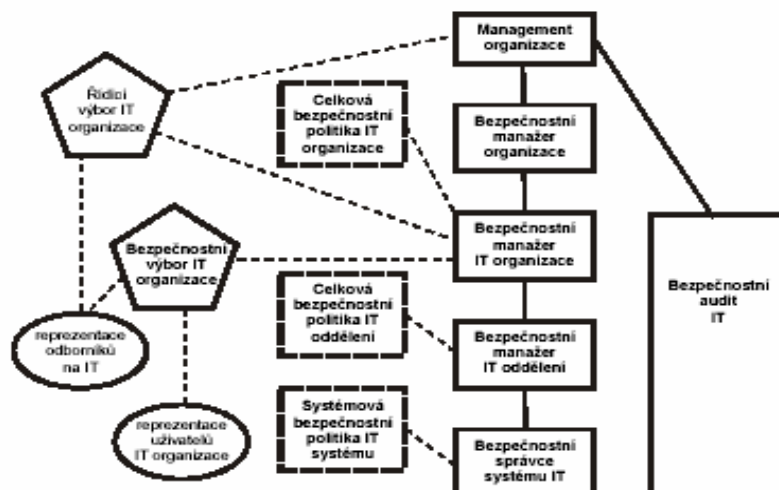 Management
organizace
Řídící
výbor IT
organizace
Celková
bezpečnostní
politika IT
organizace
Bezpečnostní
manažer
organizace
Bezpečnostní
výbor IT
organizace
Bezpečnostní
manažer
IT organizace
Bezpečnostní
audit
IT
Celková
bezpečnostní
politika IT
oddělení
reprezentace
odborníků
na IT
Bezpečnostní
manažer
IT oddělení
Systémová
bezpečnostní
politika IT
systému
reprezentace
uživatelů
IT organizace
Bezpečnostní
správce
systému IT